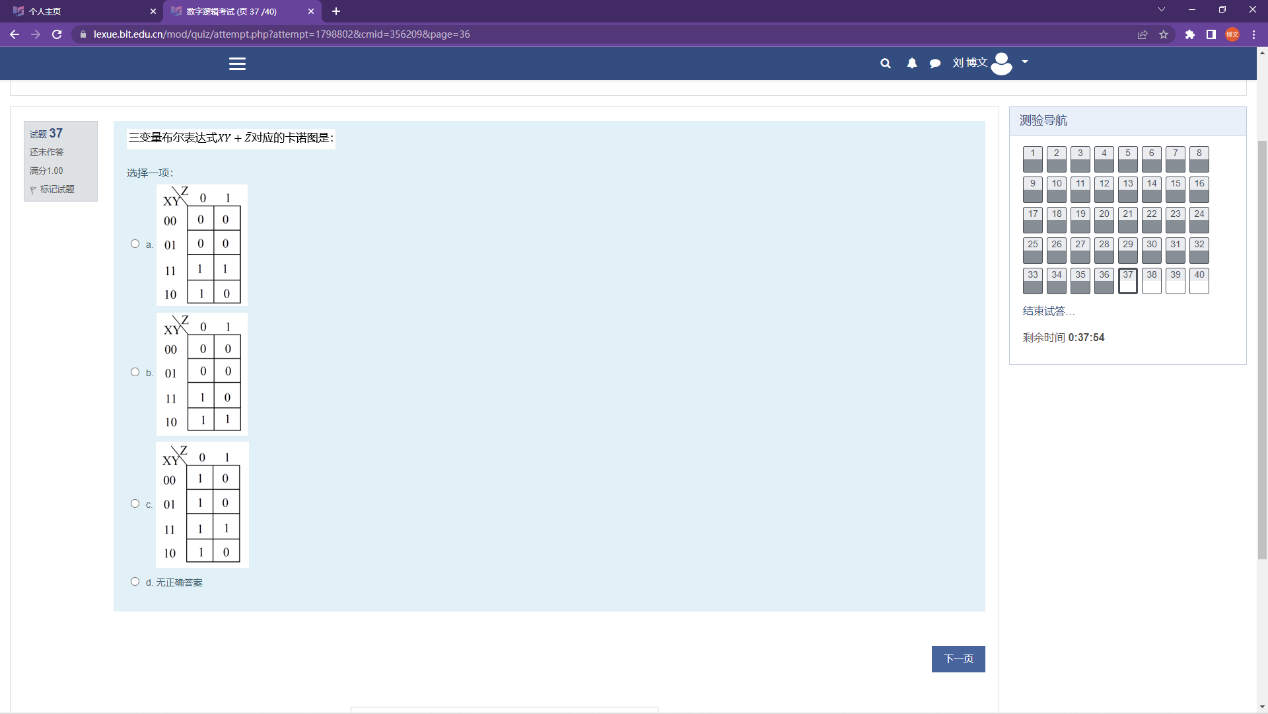 个人主页
数字逻辑考试 (页 37 /40)
lexue.blt.edu.cn/mod/quiz/attempt.php?attempt=1798802&cmid=356209&page=36
博文
刘 博文
试题 37
还未作答
满分1.00
标记试题
三变量布尔表达式XY + Z̄对应的卡诺图是:
选择一项:
a.
XY Z 0 1
00 0 0
01 0 0
11 1 1
10 1 0
b.
XY Z 0 1
00 0 0
01 0 0
11 1 0
10 1 1
c.
XY Z 0 1
00 1 0
01 1 0
11 1 1
10 1 0
d. 无正确答案
下一页
测验导航
1 2 3 4 5 6 7 8
9 10 11 12 13 14 15 16
17 18 19 20 21 22 23 24
25 26 27 28 29 30 31 32
33 34 35 36 37 38 39 40
结束试答...
剩余时间 0:37:54